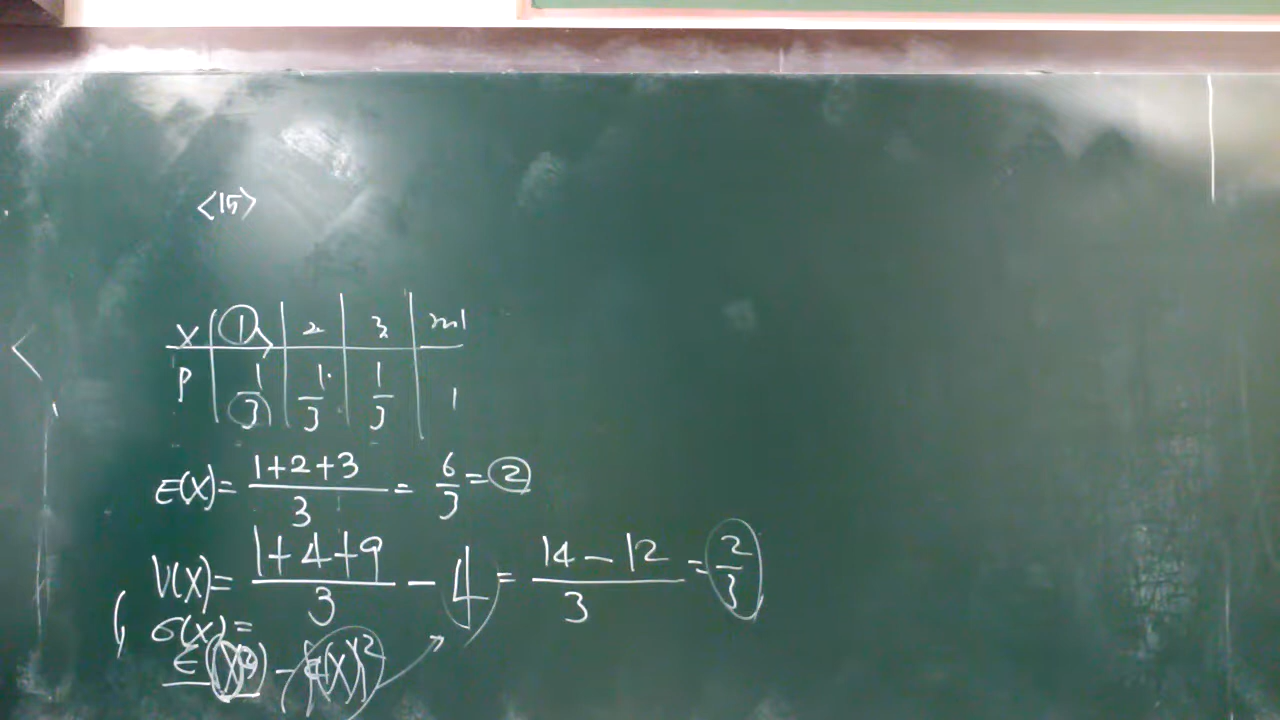 <15>
X 1 2 3
P 1/3 1/3 1/3 1
E(X)= (1+2+3)/3 = 6/3 = 2
V(X)= (1+4+9)/3 - 4 = (14-12)/3 = 2/3
σ(X)=
E(X²) - {E(X)}²